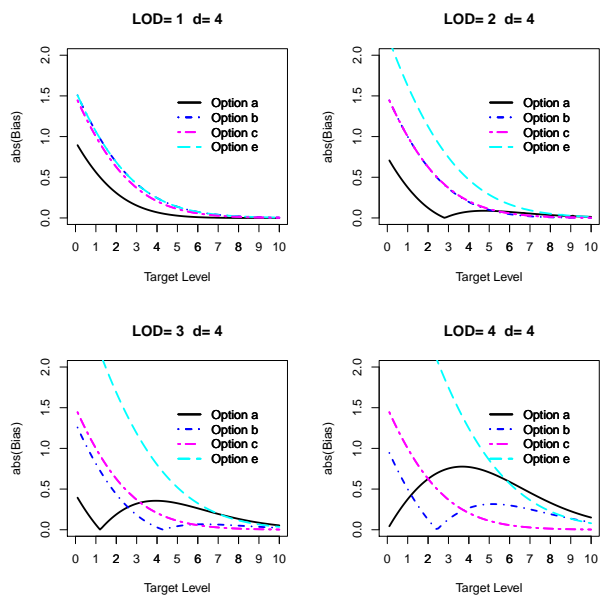 LOD= 1 d= 4
abs(Bias)
2.0
1.5
1.0
0.5
0.0
Option a
Option b
Option c
Option e
0 1 2 3 4 5 6 7 8 9 10
Target Level
LOD= 2 d= 4
abs(Bias)
2.0
1.5
1.0
0.5
0.0
Option a
Option b
Option c
Option e
0 1 2 3 4 5 6 7 8 9 10
Target Level
LOD= 3 d= 4
abs(Bias)
2.0
1.5
1.0
0.5
0.0
Option a
Option b
Option c
Option e
0 1 2 3 4 5 6 7 8 9 10
Target Level
LOD= 4 d= 4
abs(Bias)
2.0
1.5
1.0
0.5
0.0
Option a
Option b
Option c
Option e
0 1 2 3 4 5 6 7 8 9 10
Target Level